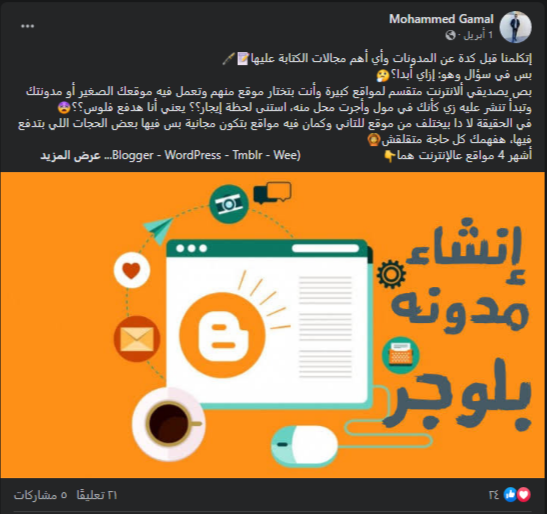 Mohammed Gamal
1 أبريل
إتكلمنا قبل كدة عن المدونات وأي أهم مجالات الكتابة عليها📝🖋
بس في سؤال وهو: إزاي أبدأ؟🤔
بص يصديقي ألانترنت متقسم لمواقع كبيرة وأنت بتختار موقع منهم وتعمل فيه موقعك الصغير أو مدونتك
وتبدأ تنشر عليه زي كأنك في مول وأجرت محل منه، استنى لحظة إيجار؟؟ يعني أنا هدفع فلوس؟؟😨
في الحقيقة لا دا بيختلف من موقع للتاني وكمان فيه مواقع بتكون مجانية بس فيها بعض الحجات اللي بتدفع
فيها، هفهمك كل حاجة متقلقش🙆
أشهر 4 مواقع عالإنترنت هما👇
(Blogger - WordPress - Tmblr - Wee... عرض المزيد
إنشاء
مدونه
بلوجر
٢٤
٢١ تعليقًا
٥ مشاركات